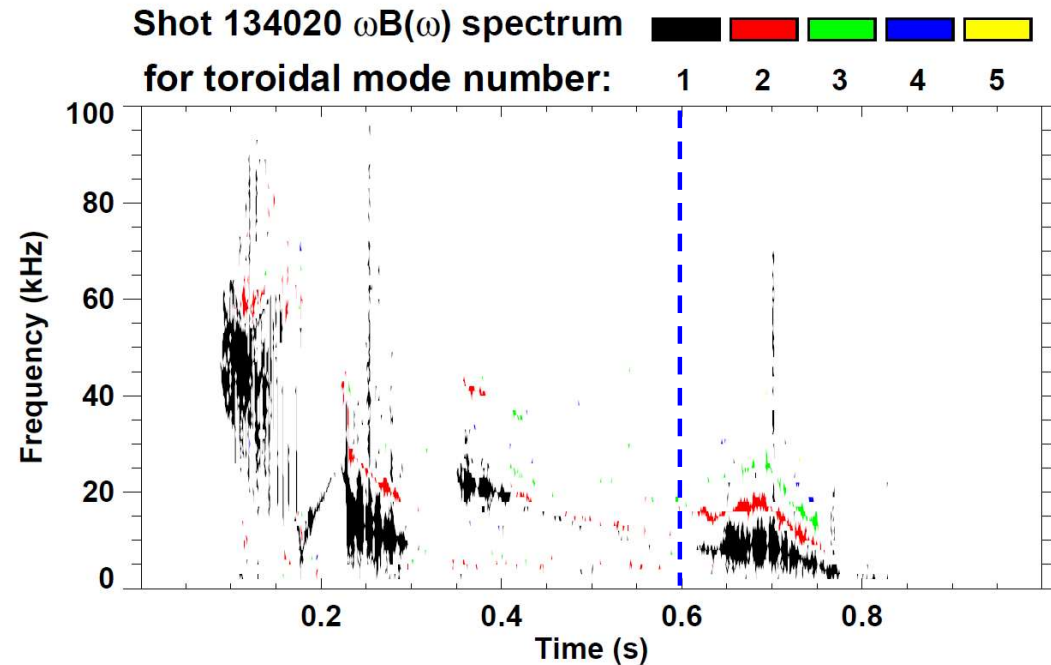 Shot 134020 ωB(ω) spectrum
for toroidal mode number: 1 2 3 4 5
100
80
60
40
20
0
Frequency (kHz)
0.2 0.4 0.6 0.8
Time (s)